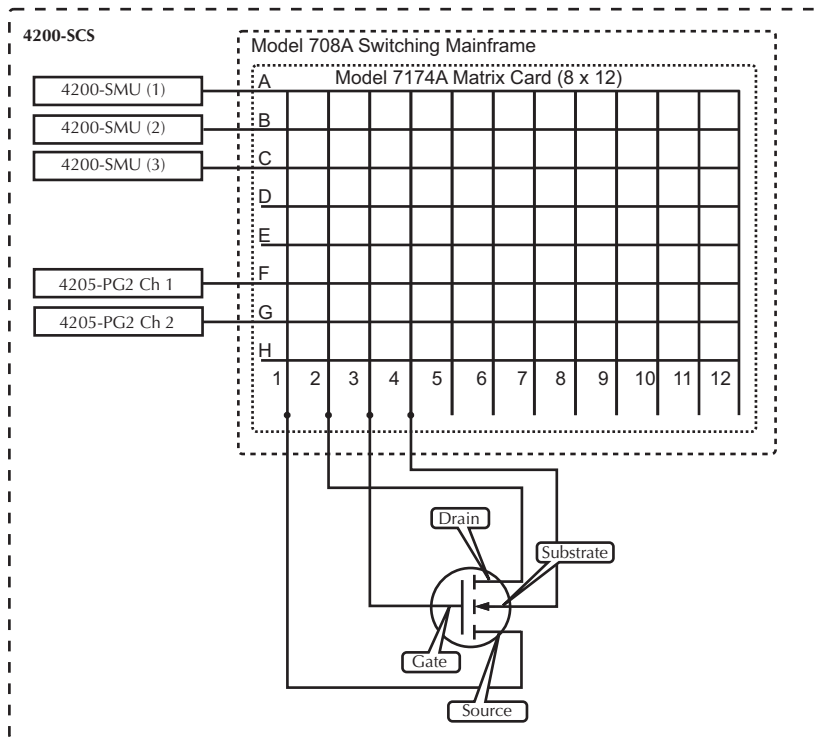 4200-SCS
Model 708A Switching Mainframe
Model 7174A Matrix Card (8 x 12)
4200-SMU (1)
A
4200-SMU (2)
B
4200-SMU (3)
C
D
E
4205-PG2 Ch 1
F
4205-PG2 Ch 2
G
H
1 2 3 4 5 6 7 8 9 10 11 12
Drain
Substrate
Gate
Source